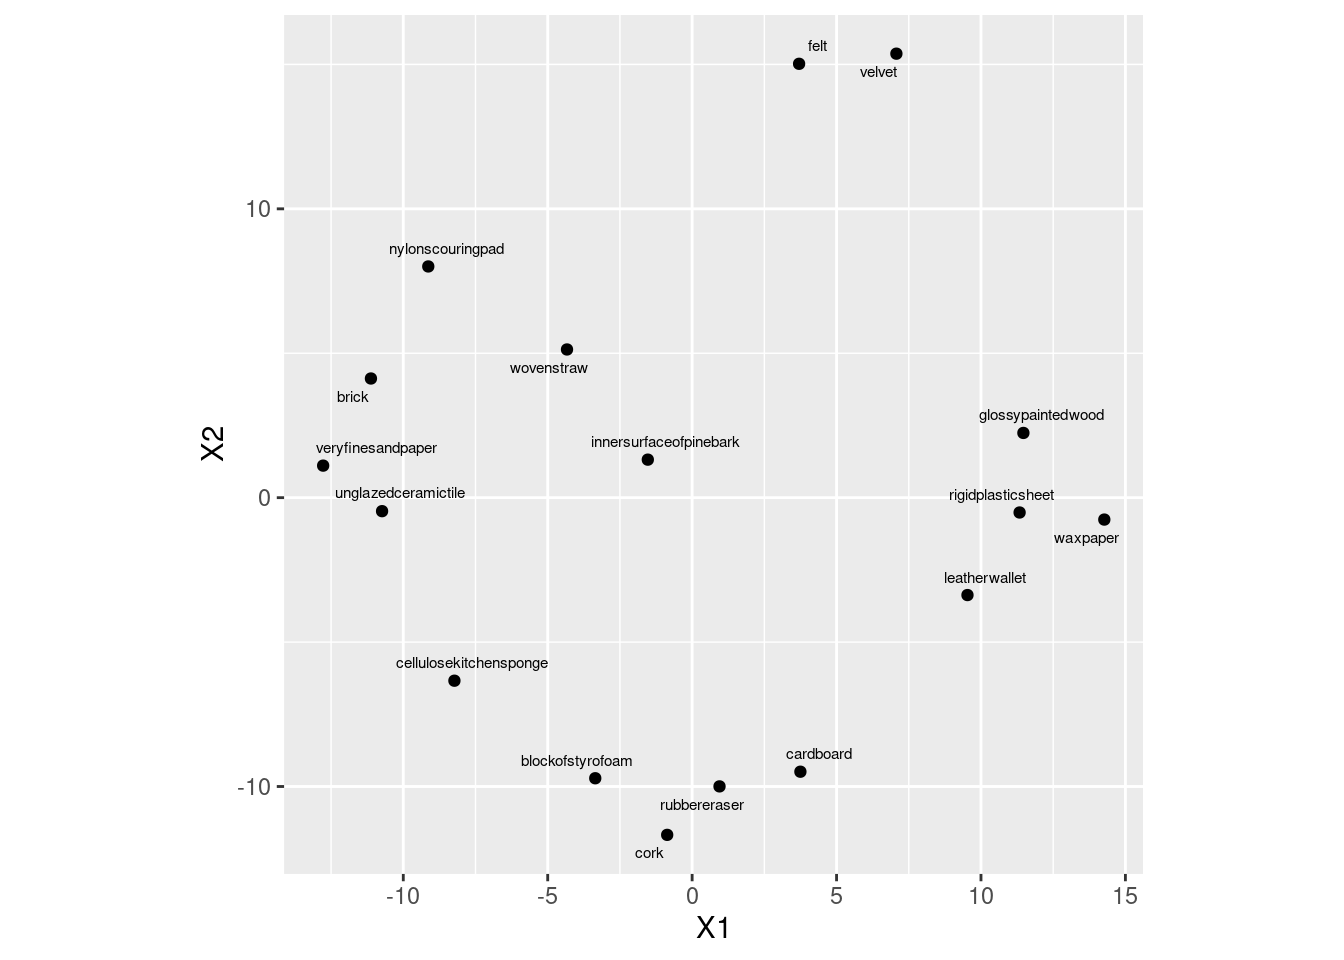 felt
velvet
10
nylonscouringpad
wovenstraw
brick
glossypaintedwood
X2
innersurfaceofpinebark
veryfinesandpaper
unglazedceramictile
0
rigidplasticsheet
waxpaper
leatherwallet
cellulosekitchensponge
cardboard
blockofstyrofoam
-10
rubbereraser
cork
-10 -5 0 5 10 15
X1